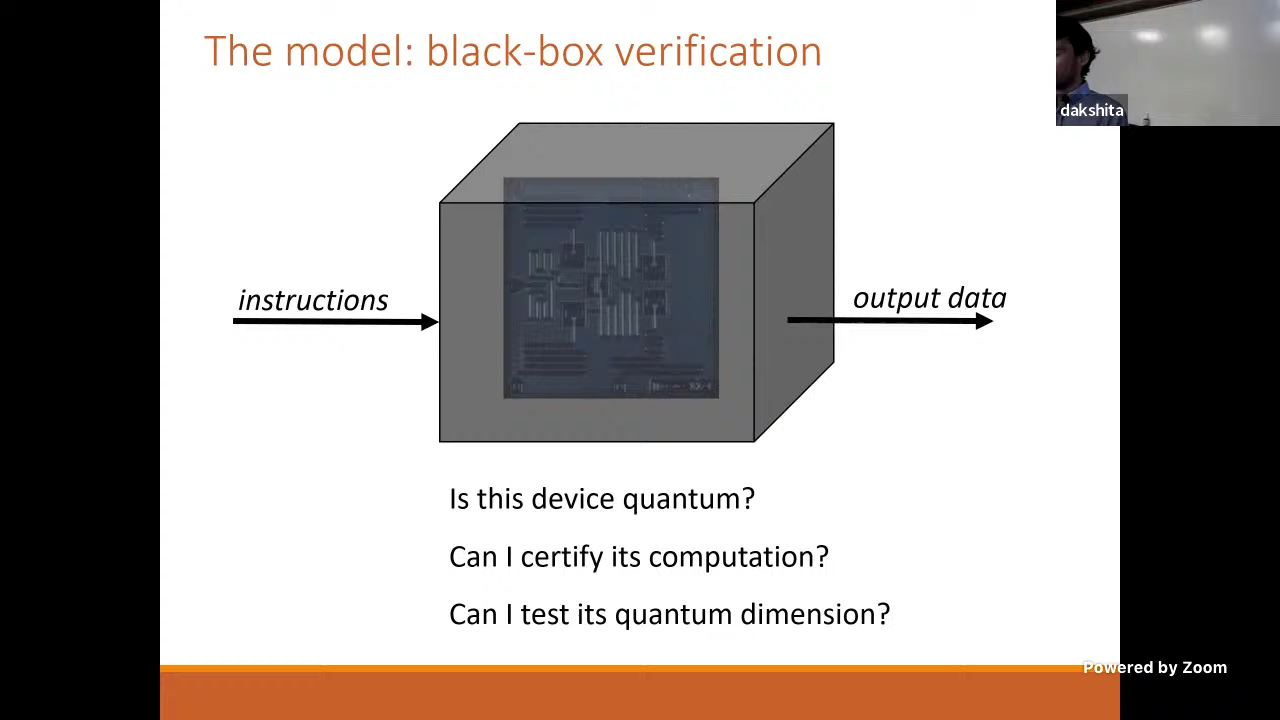 The model: black-box verification
dakshita
instructions
output data
Is this device quantum?
Can I certify its computation?
Can I test its quantum dimension?
Powered by Zoom